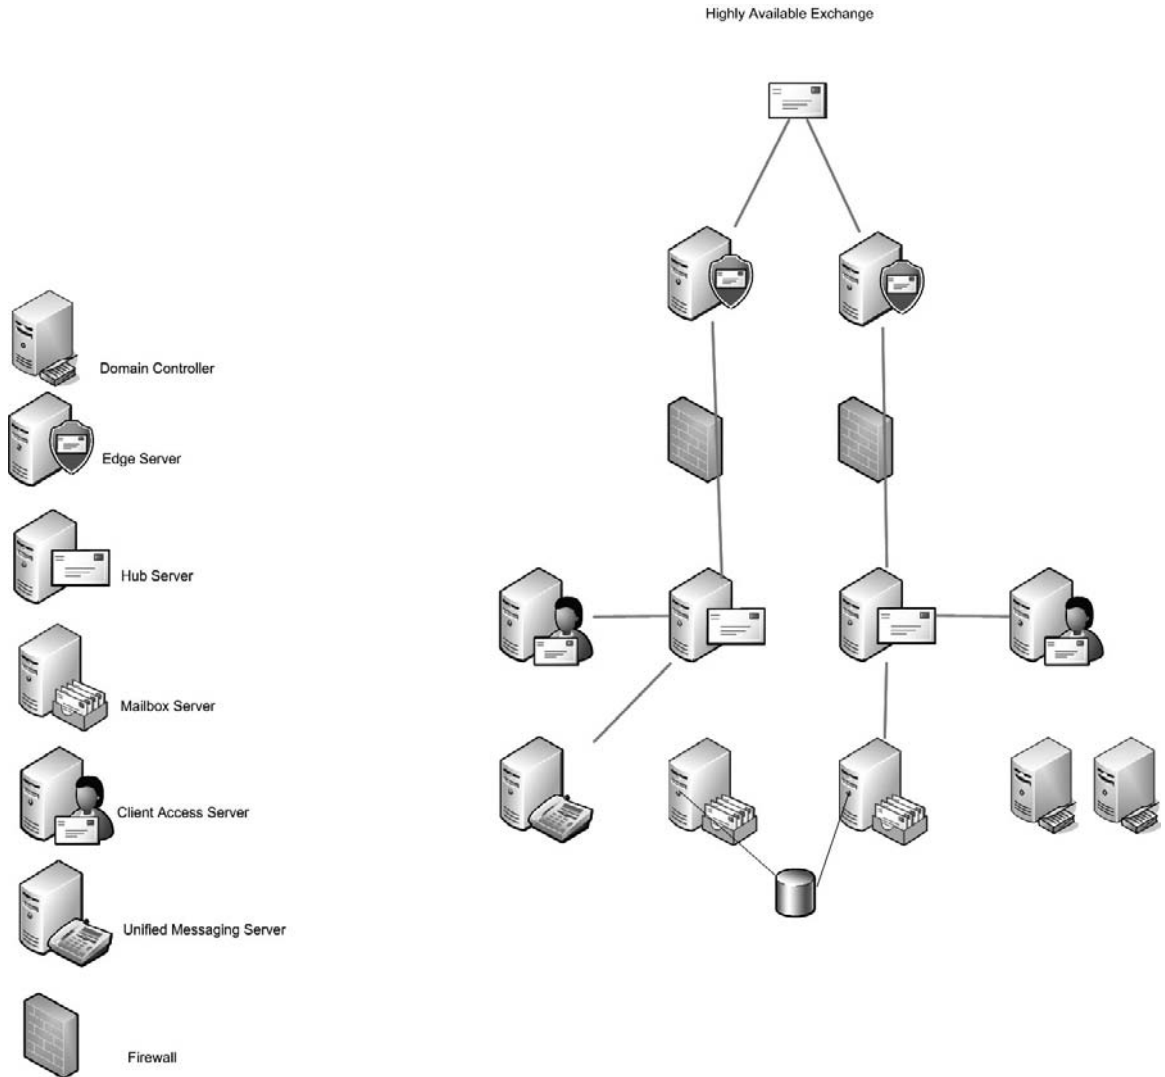 Highly Available Exchange
Domain Controller
Edge Server
Hub Server
Mailbox Server
Client Access Server
Unified Messaging Server
Firewall